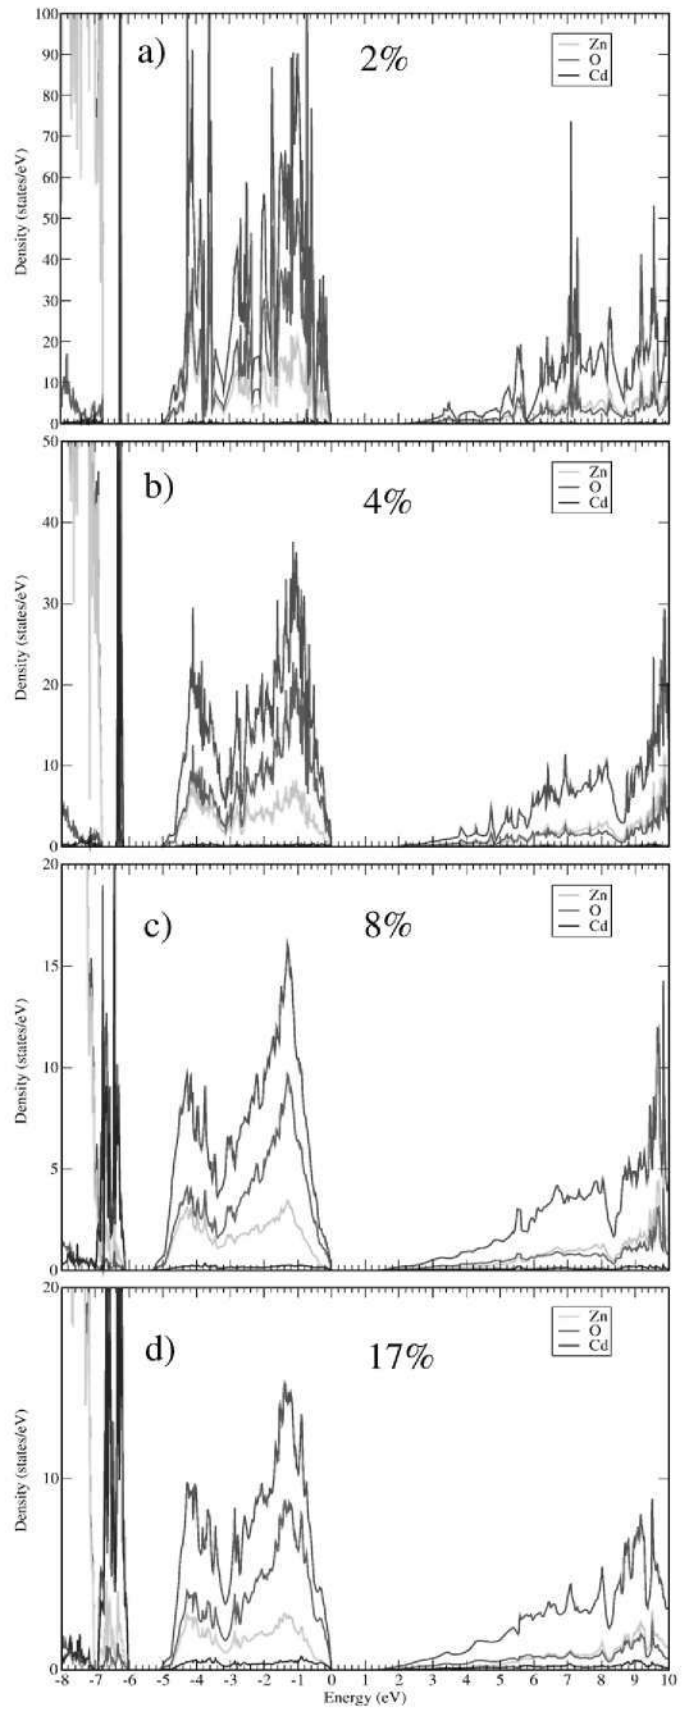 100
90
80
70
60
50
40
30
20
10
0
Density (states/eV)
a)
2%
Zn
O
Cd
50
40
30
20
10
0
Density (states/eV)
b)
4%
Zn
O
Cd
20
15
10
5
0
Density (states/eV)
c)
8%
Zn
O
Cd
20
10
0
Density (states/eV)
d)
17%
Zn
O
Cd
-8 -7 -6 -5 -4 -3 -2 -1 0 1 2 3 4 5 6 7 8 9 10
Energy (eV)